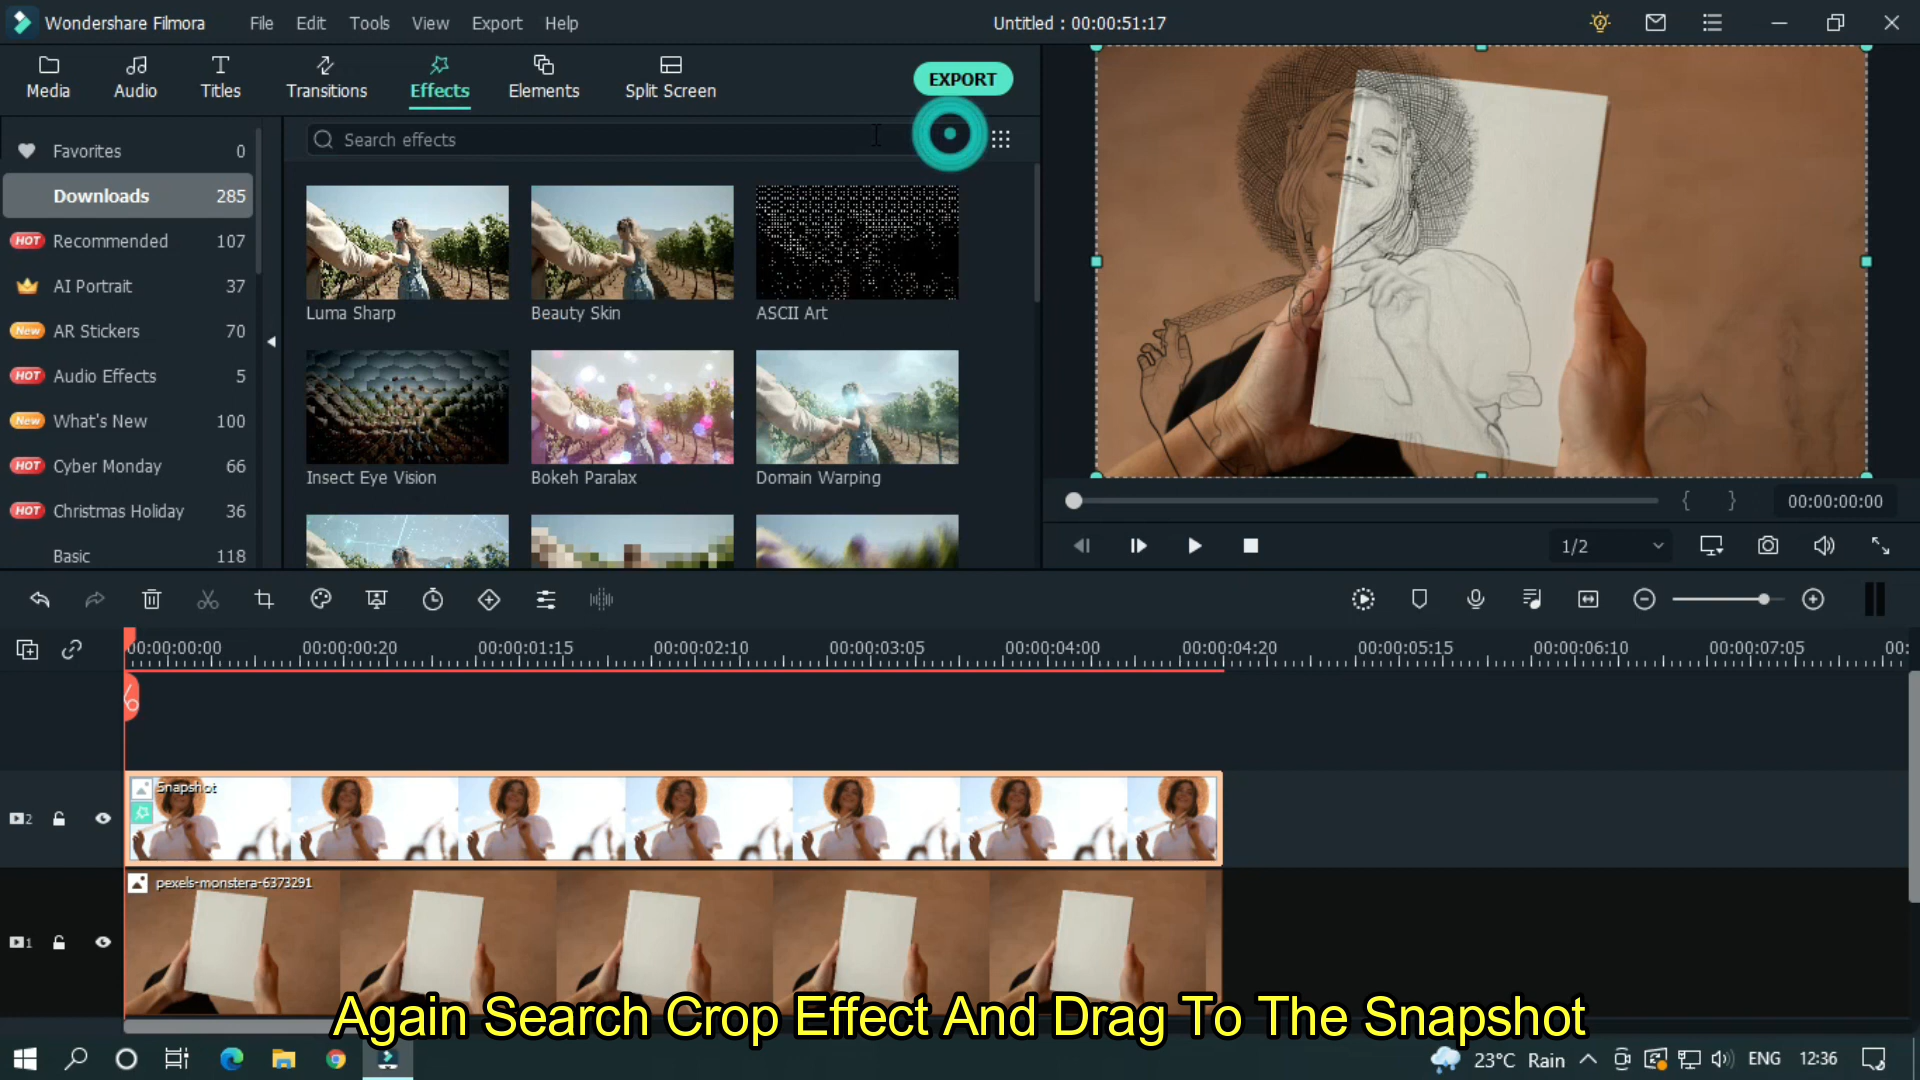 Wondershare Filmora File Edit Tools View Export Help Untitled : 00:00:51:17
Media Audio Titles Transitions Effects Elements Split Screen EXPORT
Search effects
Favorites 0
Downloads 285
HOT Recommended 107
AI Portrait 37
New AR Stickers 70
HOT Audio Effects 5
New What's New 100
HOT Cyber Monday 66
HOT Christmas Holiday 36
Basic 118
Luma Sharp Beauty Skin ASCII Art
Insect Eye Vision Bokeh Paralax Domain Warping
{ } 00:00:00:00
1/2
00:00:00:00 00:00:00:20 00:00:01:15 00:00:02:10 00:00:03:05 00:00:04:00 00:00:04:20 00:00:05:15 00:00:06:10 00:00:07:05 00:
Snapshot
2
pexels-monstera-6373291
1
Again Search Crop Effect And Drag To The Snapshot
23°C Rain ENG 12:36